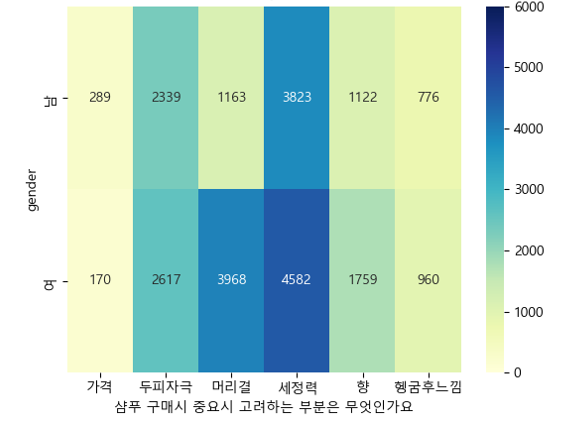 6000
289 2339 1163 3823 1122 776
남
5000
4000
gender
3000
170 2617 3968 4582 1759 960
여
2000
1000
0
가격 두피자극 머리결 세정력 향 헹굼후느낌
샴푸 구매시 중요시 고려하는 부분은 무엇인가요